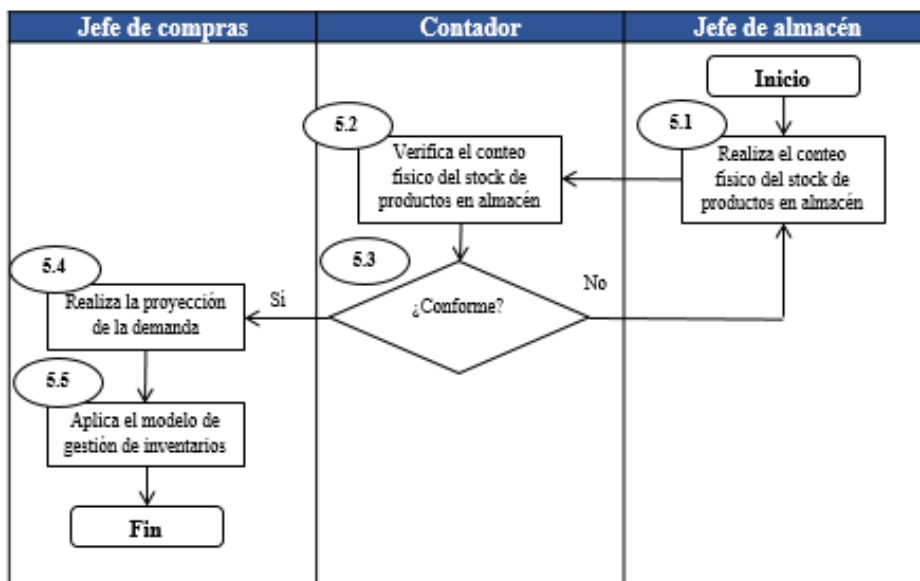 Jefe de compras
Contador
Jefe de almacén
Inicio
5.1
Realiza el conteo
físico del stock de
productos en almacén
5.2
Verifica el conteo
físico del stock de
productos en almacén
5.3
¿Conforme?
No
Si
5.4
Realiza la proyección
de la demanda
5.5
Aplica el modelo de
gestión de inventarios
Fin